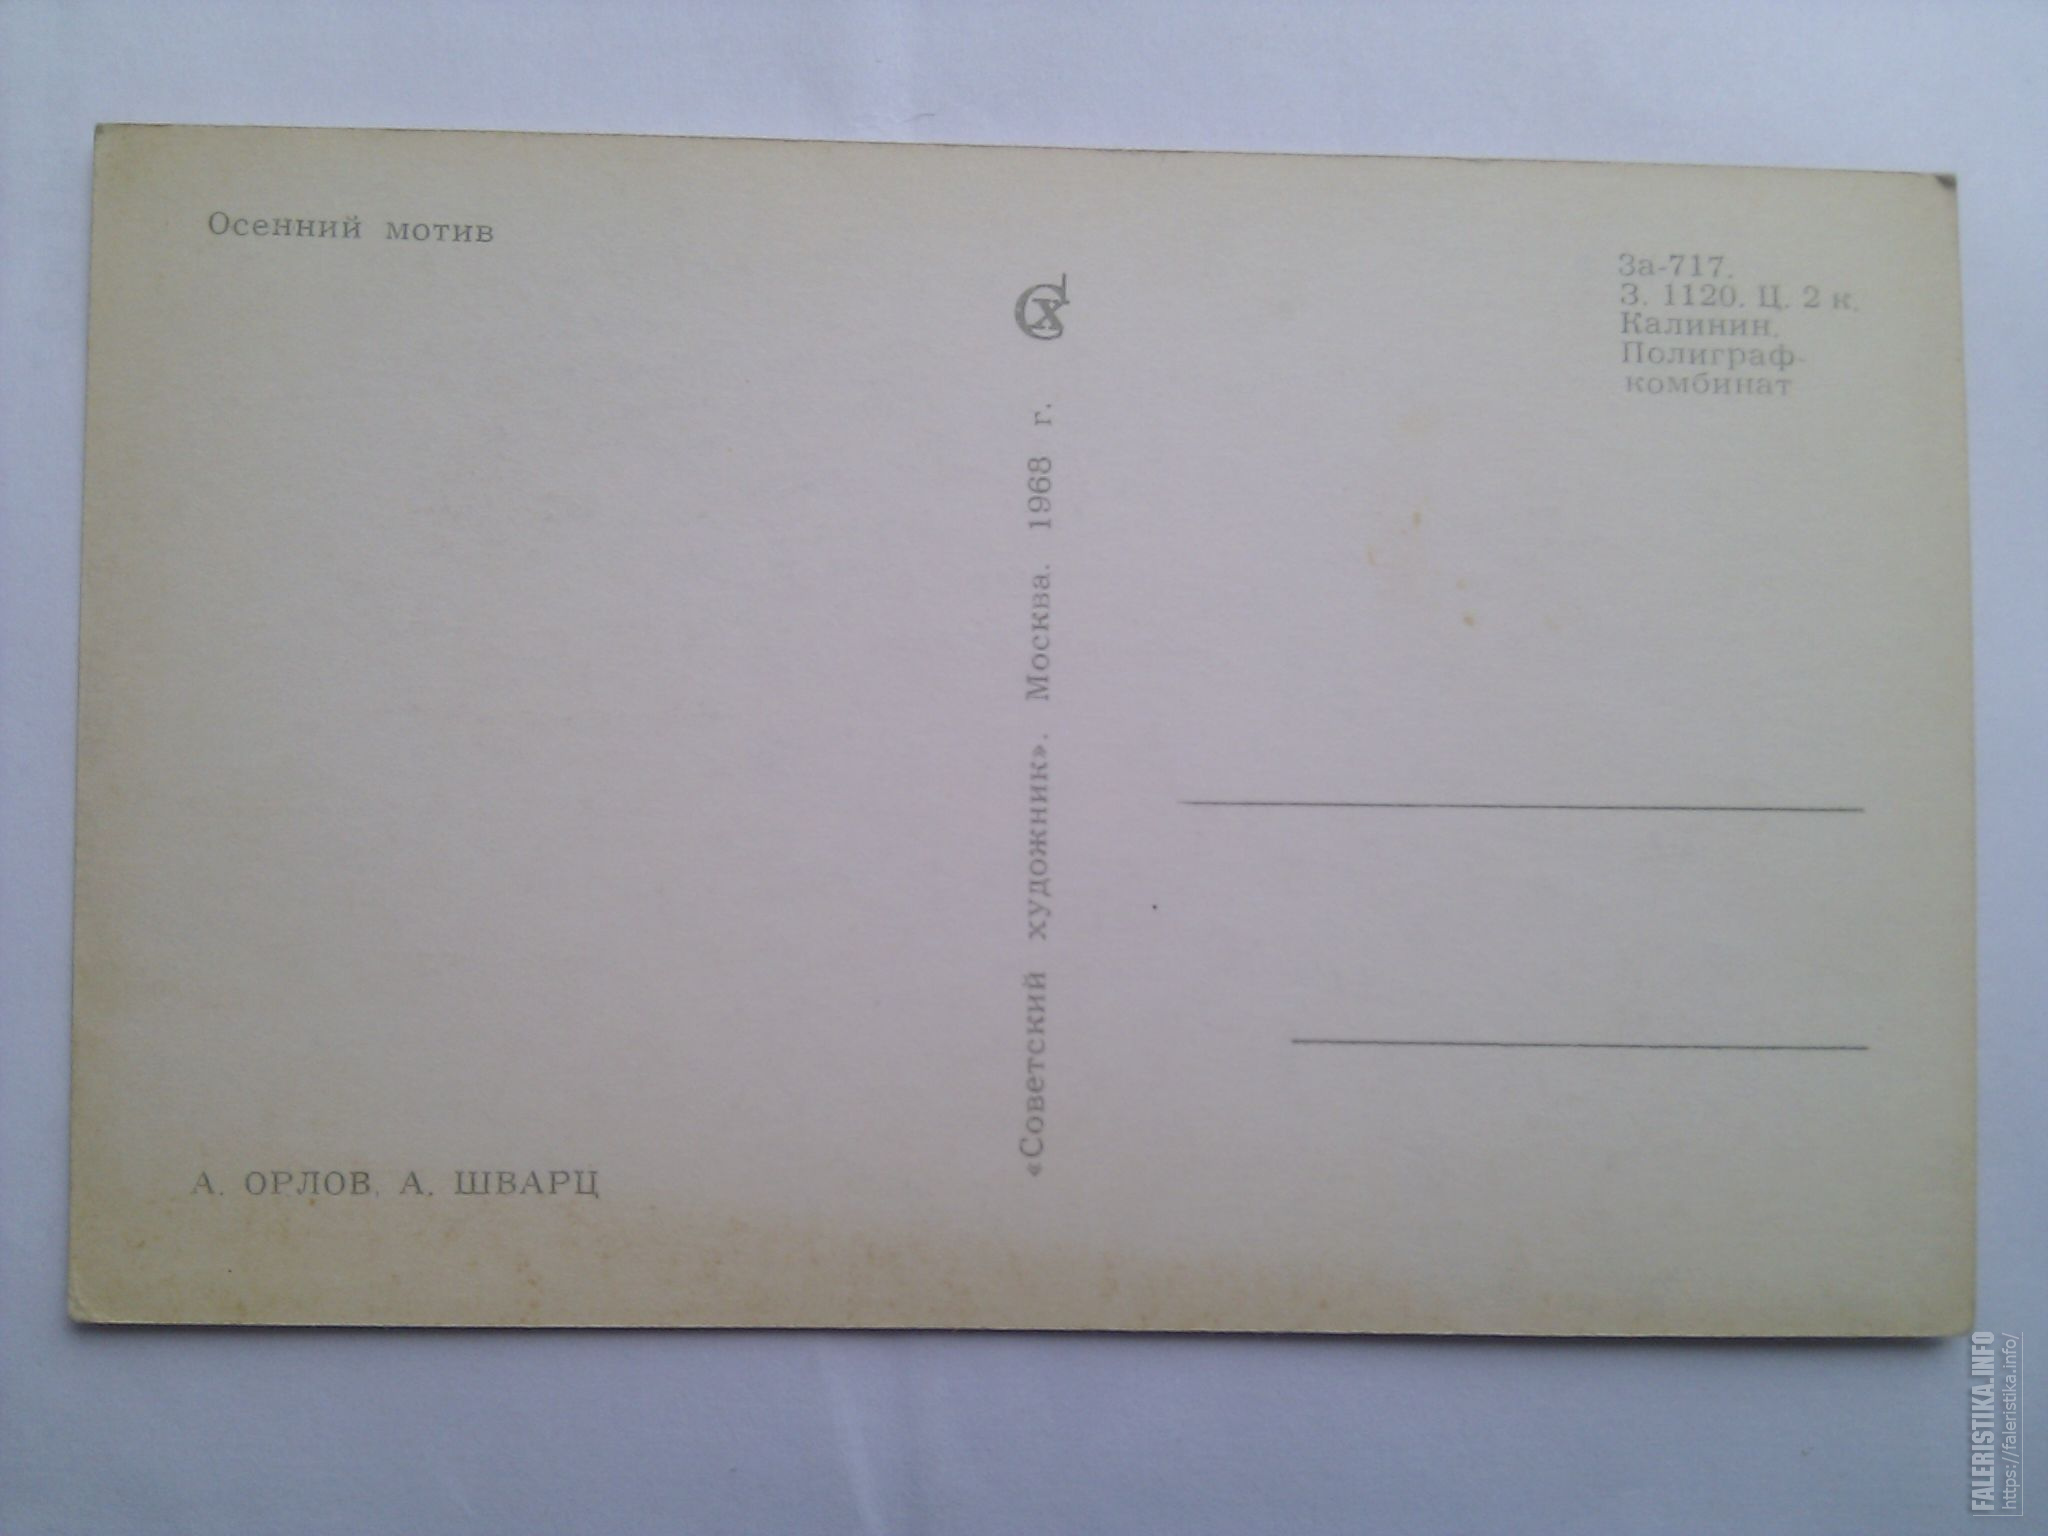 Осенний мотив
За-717.
З. 1120. Ц. 2 к.
Калинин.
Полиграф-
комбинат
СХ
«Советский художник». Москва. 1968 г.
А. ОРЛОВ, А. ШВАРЦ
FALERISTIKA.INFO
https://faleristika.info/